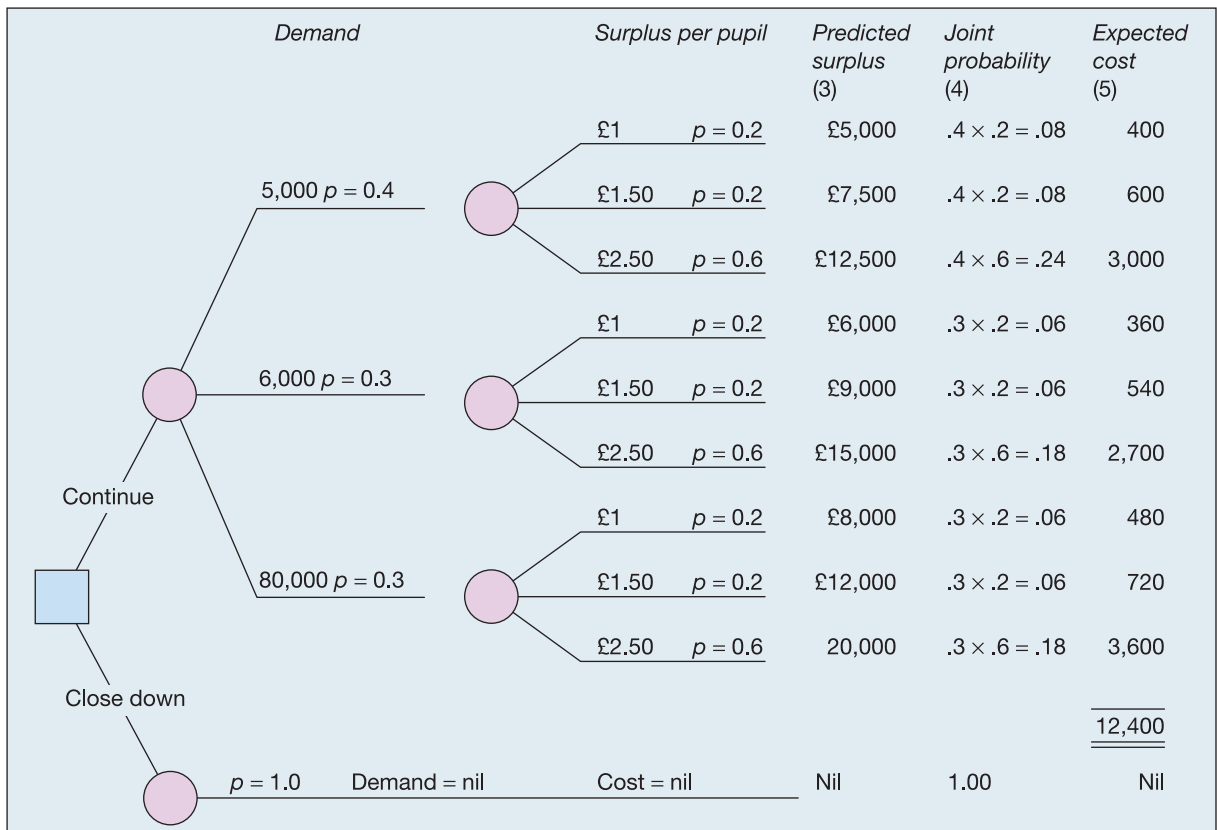 Demand Surplus per pupil Predicted surplus (3) Joint probability (4) Expected cost (5)
£1 p = 0.2 £5,000 .4 × .2 = .08 400
5,000 p = 0.4 £1.50 p = 0.2 £7,500 .4 × .2 = .08 600
£2.50 p = 0.6 £12,500 .4 × .6 = .24 3,000
£1 p = 0.2 £6,000 .3 × .2 = .06 360
6,000 p = 0.3 £1.50 p = 0.2 £9,000 .3 × .2 = .06 540
£2.50 p = 0.6 £15,000 .3 × .6 = .18 2,700
Continue
£1 p = 0.2 £8,000 .3 × .2 = .06 480
80,000 p = 0.3 £1.50 p = 0.2 £12,000 .3 × .2 = .06 720
£2.50 p = 0.6 20,000 .3 × .6 = .18 3,600
Close down
12,400
p = 1.0 Demand = nil Cost = nil Nil 1.00 Nil